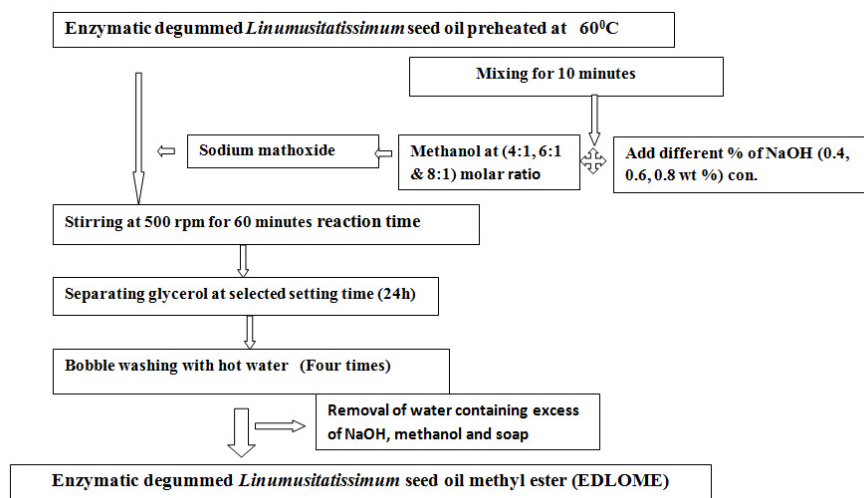 Enzymatic degummed Linumusitatissimum seed oil preheated at 60⁰C
Mixing for 10 minutes
Sodium mathoxide
Methanol at (4:1, 6:1
& 8:1) molar ratio
Add different % of NaOH (0.4,
0.6, 0.8 wt %) con.
Stirring at 500 rpm for 60 minutes reaction time
Separating glycerol at selected setting time (24h)
Bobble washing with hot water (Four times)
Removal of water containing excess
of NaOH, methanol and soap
Enzymatic degummed Linumusitatissimum seed oil methyl ester (EDLOME)